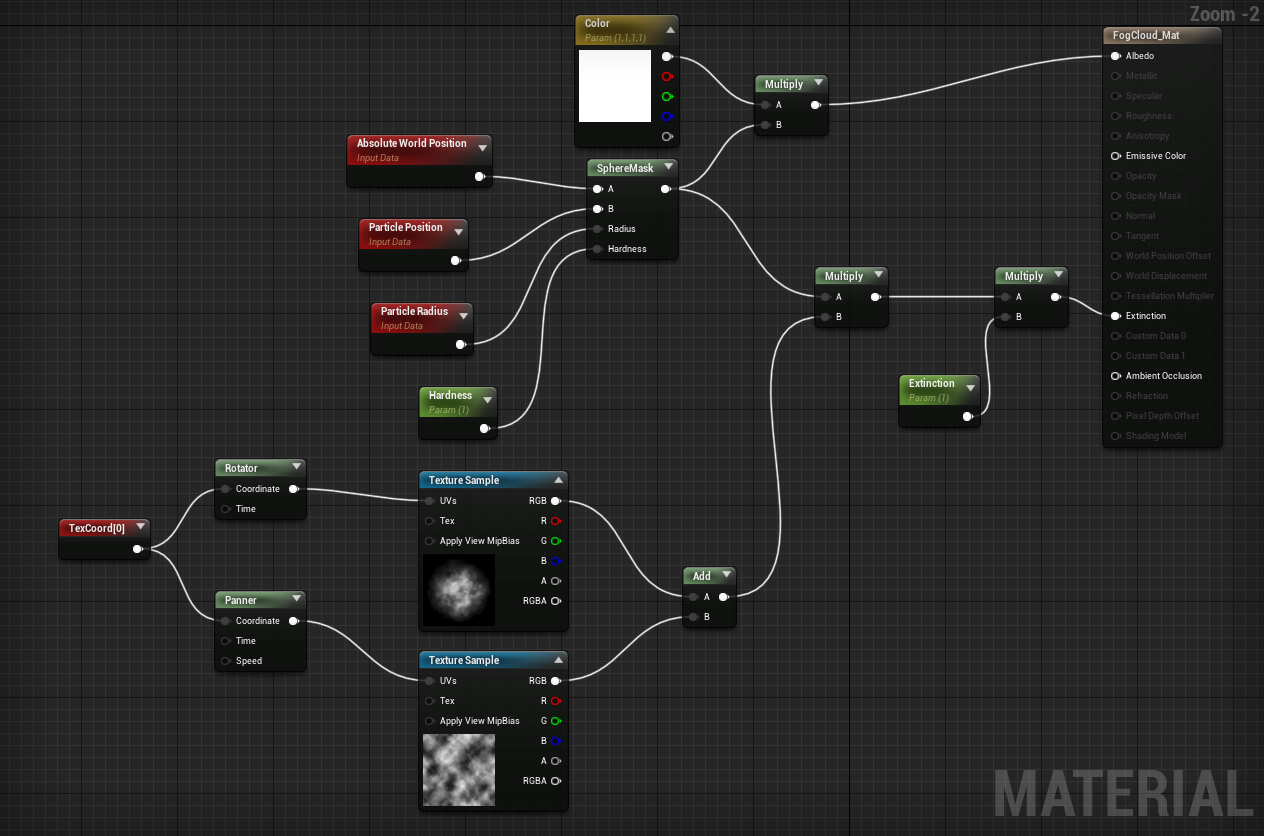 Zoom -2
Color
Param (1,1,1,1)
Multiply
A
B
FogCloud_Mat
Albedo
Metallic
Specular
Roughness
Anisotropy
Emissive Color
Opacity
Opacity Mask
Normal
Tangent
World Position Offset
World Displacement
Tessellation Multiplier
Extinction
Custom Data 0
Custom Data 1
Ambient Occlusion
Refraction
Pixel Depth Offset
Shading Model
Absolute World Position
Input Data
SphereMask
A
B
Radius
Hardness
Particle Position
Input Data
Particle Radius
Input Data
Multiply
A
B
Multiply
A
B
Extinction
Param (1)
Hardness
Param (1)
Rotator
Coordinate
Time
TexCoord[0]
Panner
Coordinate
Time
Speed
Texture Sample
UVs RGB
Tex R
Apply View MipBias G
B
A
RGBA
Add
A
B
Texture Sample
UVs RGB
Tex R
Apply View MipBias G
B
A
RGBA
MATERIAL